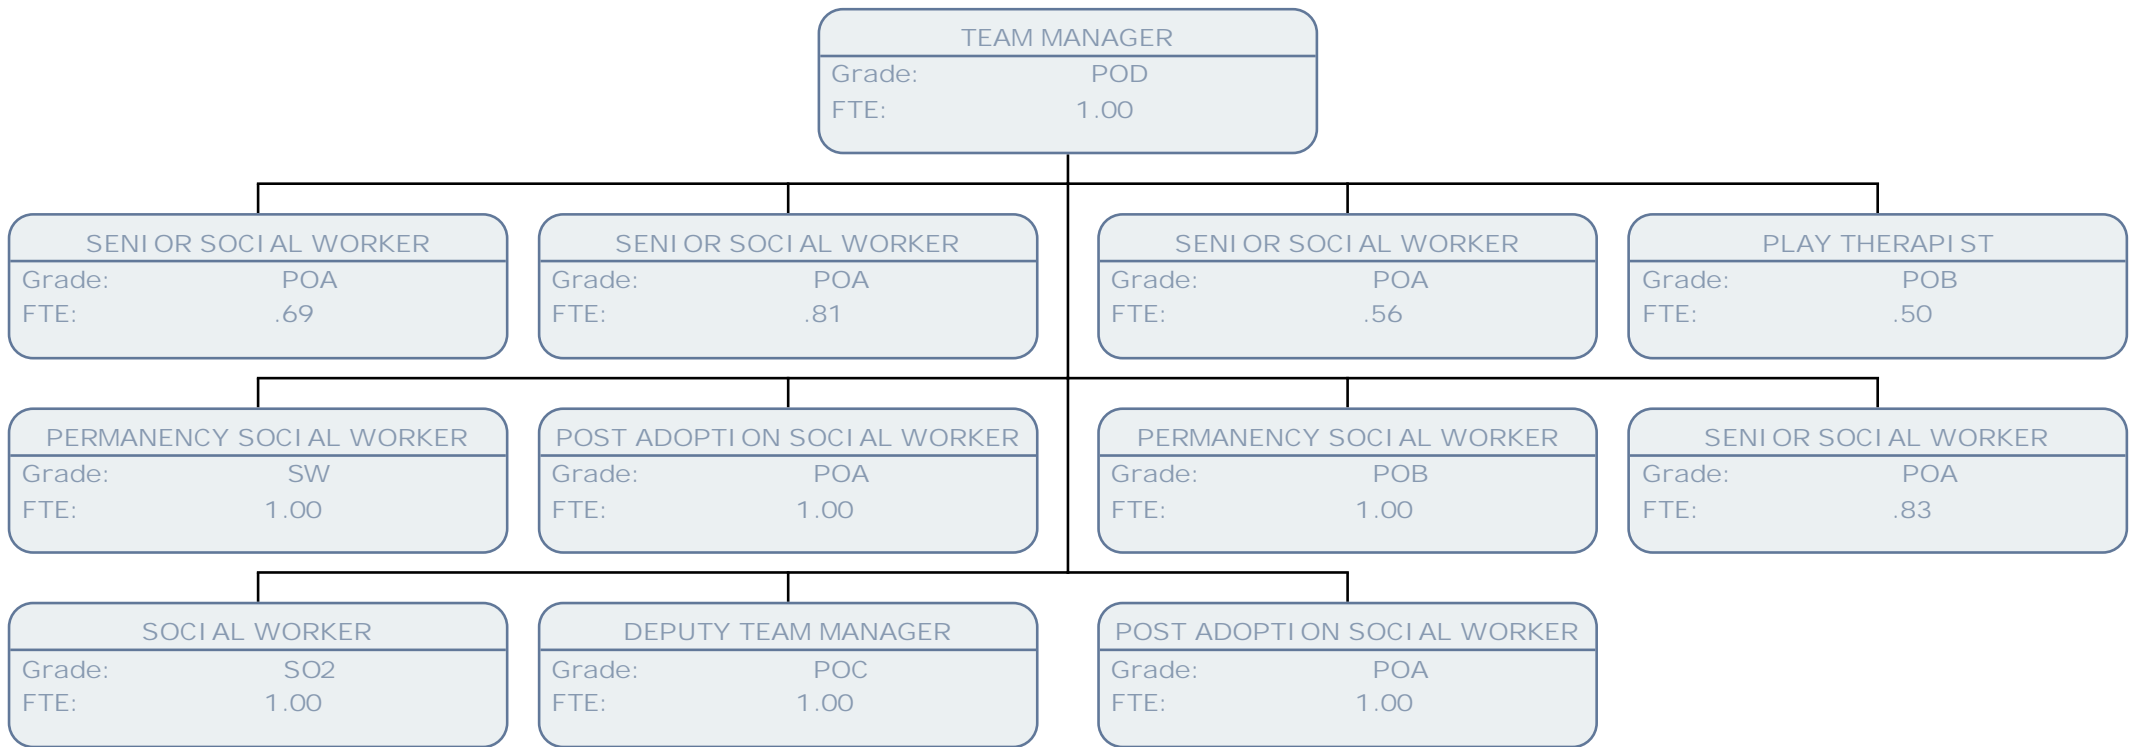 TEAM MANAGER
Grade: POD
FTE: 1.00
SENIOR SOCIAL WORKER
Grade: POA
FTE: .69
SENIOR SOCIAL WORKER
Grade: POA
FTE: .81
SENIOR SOCIAL WORKER
Grade: POA
FTE: .56
PLAY THERAPIST
Grade: POB
FTE: .50
PERMANENCY SOCIAL WORKER
Grade: SW
FTE: 1.00
POST ADOPTION SOCIAL WORKER
Grade: POA
FTE: 1.00
PERMANENCY SOCIAL WORKER
Grade: POB
FTE: 1.00
SENIOR SOCIAL WORKER
Grade: POA
FTE: .83
SOCIAL WORKER
Grade: SO2
FTE: 1.00
DEPUTY TEAM MANAGER
Grade: POC
FTE: 1.00
POST ADOPTION SOCIAL WORKER
Grade: POA
FTE: 1.00